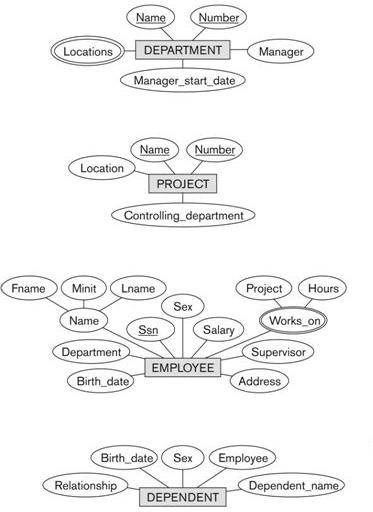 Name
Number
Locations
DEPARTMENT
Manager
Manager_start_date
Name
Number
Location
PROJECT
Controlling_department
Fname
Minit
Lname
Project
Hours
Sex
Name
Ssn
Salary
Works_on
Department
Supervisor
EMPLOYEE
Birth_date
Address
Birth_date
Sex
Employee
Relationship
Dependent_name
DEPENDENT